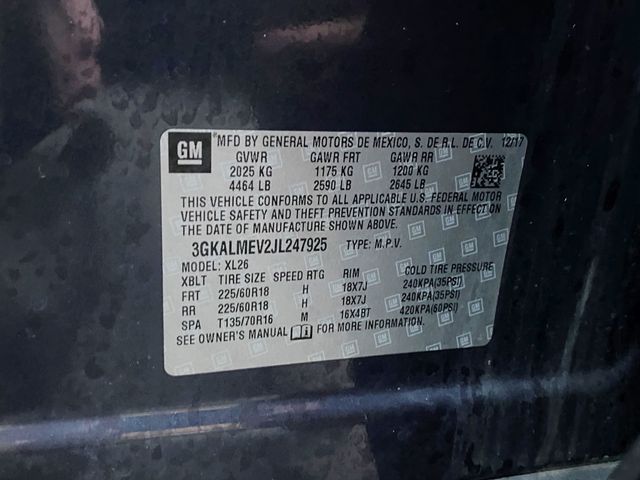 GM *MFD BY GENERAL MOTORS DE MEXICO, S. DE R.L. DE C.V. 12/17
GVWR GAWR FRT GAWR RR
2025 KG 1175 KG 1200 KG
4464 LB 2590 LB 2645 LB
THIS VEHICLE CONFORMS TO ALL APPLICABLE U.S. FEDERAL MOTOR
VEHICLE SAFETY AND THEFT PREVENTION STANDARDS IN EFFECT ON
THE DATE OF MANUFACTURE SHOWN ABOVE.
3GKALMEV2JL247925 TYPE: M.P.V.
MODEL: XL26
XBLT TIRE SIZE SPEED RTG RIM COLD TIRE PRESSURE
FRT 225/60R18 H 18X7J 240KPA(35PSI)
RR 225/60R18 H 18X7J 240KPA(35PSI)
SPA T135/70R16 M 16X4BT 420KPA(60PSI)
SEE OWNER'S MANUAL FOR MORE INFORMATION.